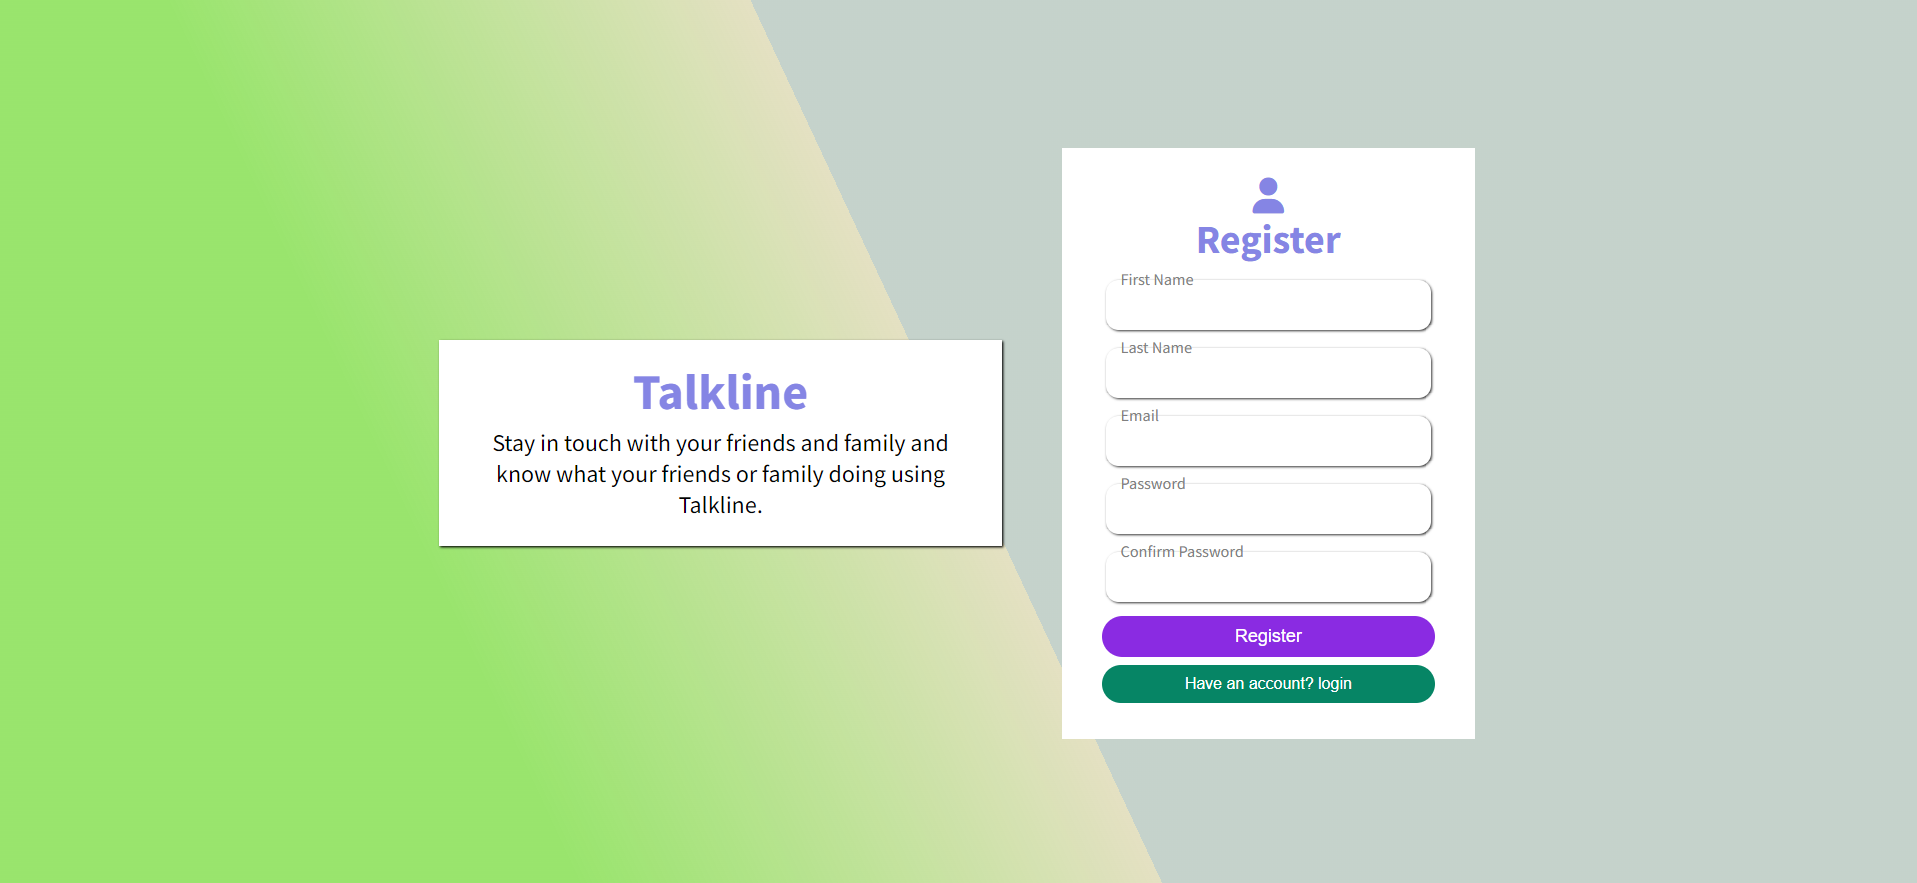 Talkline
Stay in touch with your friends and family and
know what your friends or family doing using
Talkline.
Register
First Name
Last Name
Email
Password
Confirm Password
Register
Have an account? login